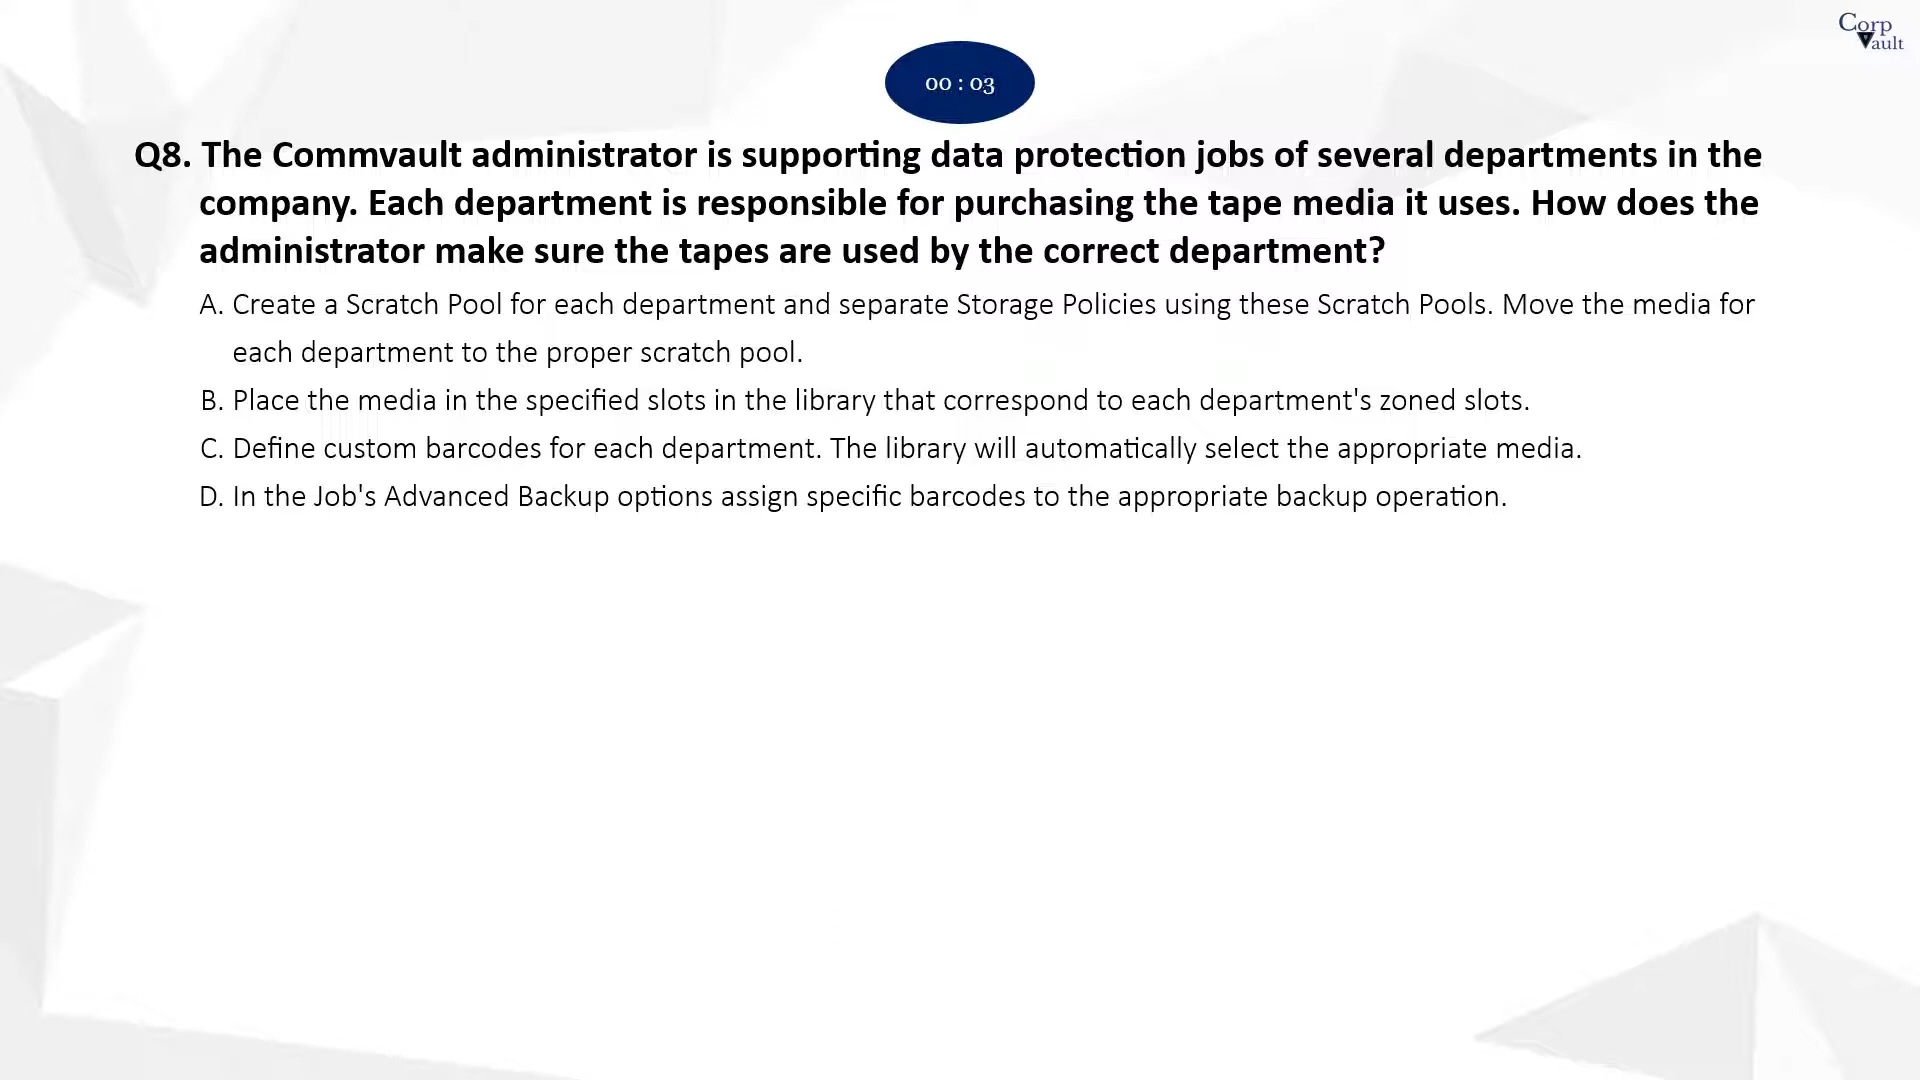 Corp
Vault
00 : 03
Q8. The Commvault administrator is supporting data protection jobs of several departments in the
company. Each department is responsible for purchasing the tape media it uses. How does the
administrator make sure the tapes are used by the correct department?
A. Create a Scratch Pool for each department and separate Storage Policies using these Scratch Pools. Move the media for
each department to the proper scratch pool.
B. Place the media in the specified slots in the library that correspond to each department's zoned slots.
C. Define custom barcodes for each department. The library will automatically select the appropriate media.
D. In the Job's Advanced Backup options assign specific barcodes to the appropriate backup operation.